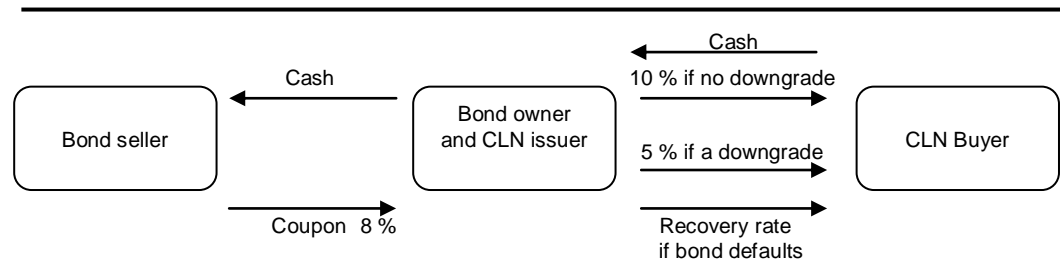 Cash
Cash
10 % if no downgrade
Bond seller
Bond owner
and CLN issuer
CLN Buyer
5 % if a downgrade
Coupon 8 %
Recovery rate
if bond defaults